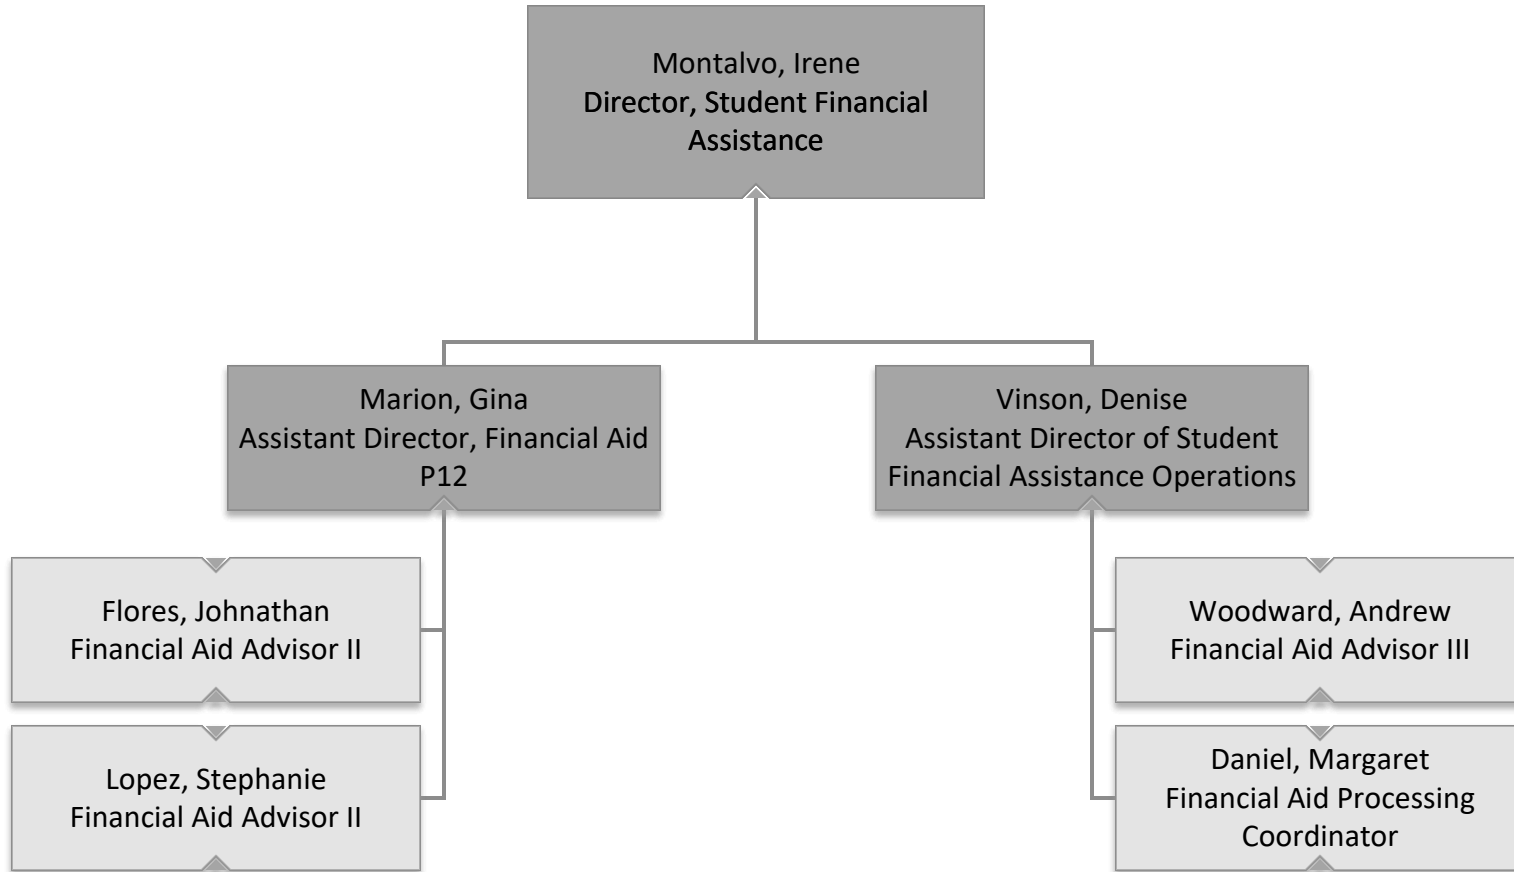 Montalvo, Irene
Director, Student Financial
Assistance
Marion, Gina
Assistant Director, Financial Aid
P12
Vinson, Denise
Assistant Director of Student
Financial Assistance Operations
Flores, Johnathan
Financial Aid Advisor II
Woodward, Andrew
Financial Aid Advisor III
Lopez, Stephanie
Financial Aid Advisor II
Daniel, Margaret
Financial Aid Processing
Coordinator